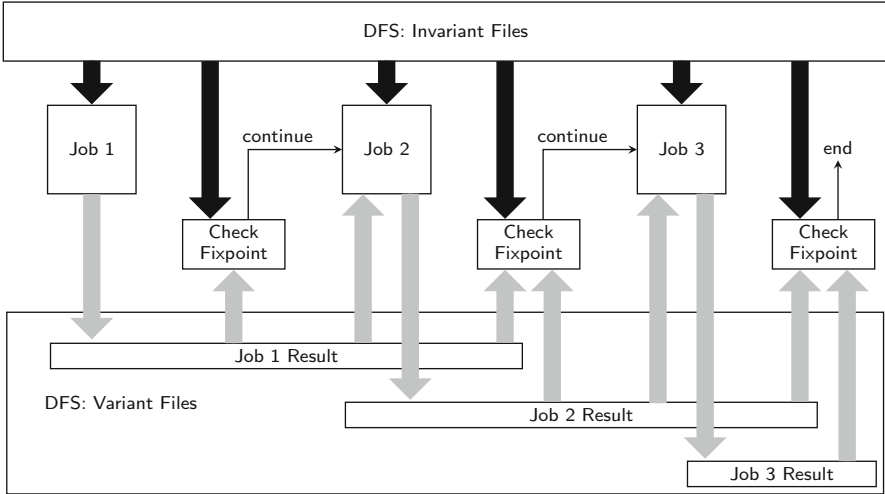 DFS: Invariant Files
Job 1
continue
Job 2
continue
Job 3
end
Check
Fixpoint
Check
Fixpoint
Check
Fixpoint
Job 1 Result
DFS: Variant Files
Job 2 Result
Job 3 Result